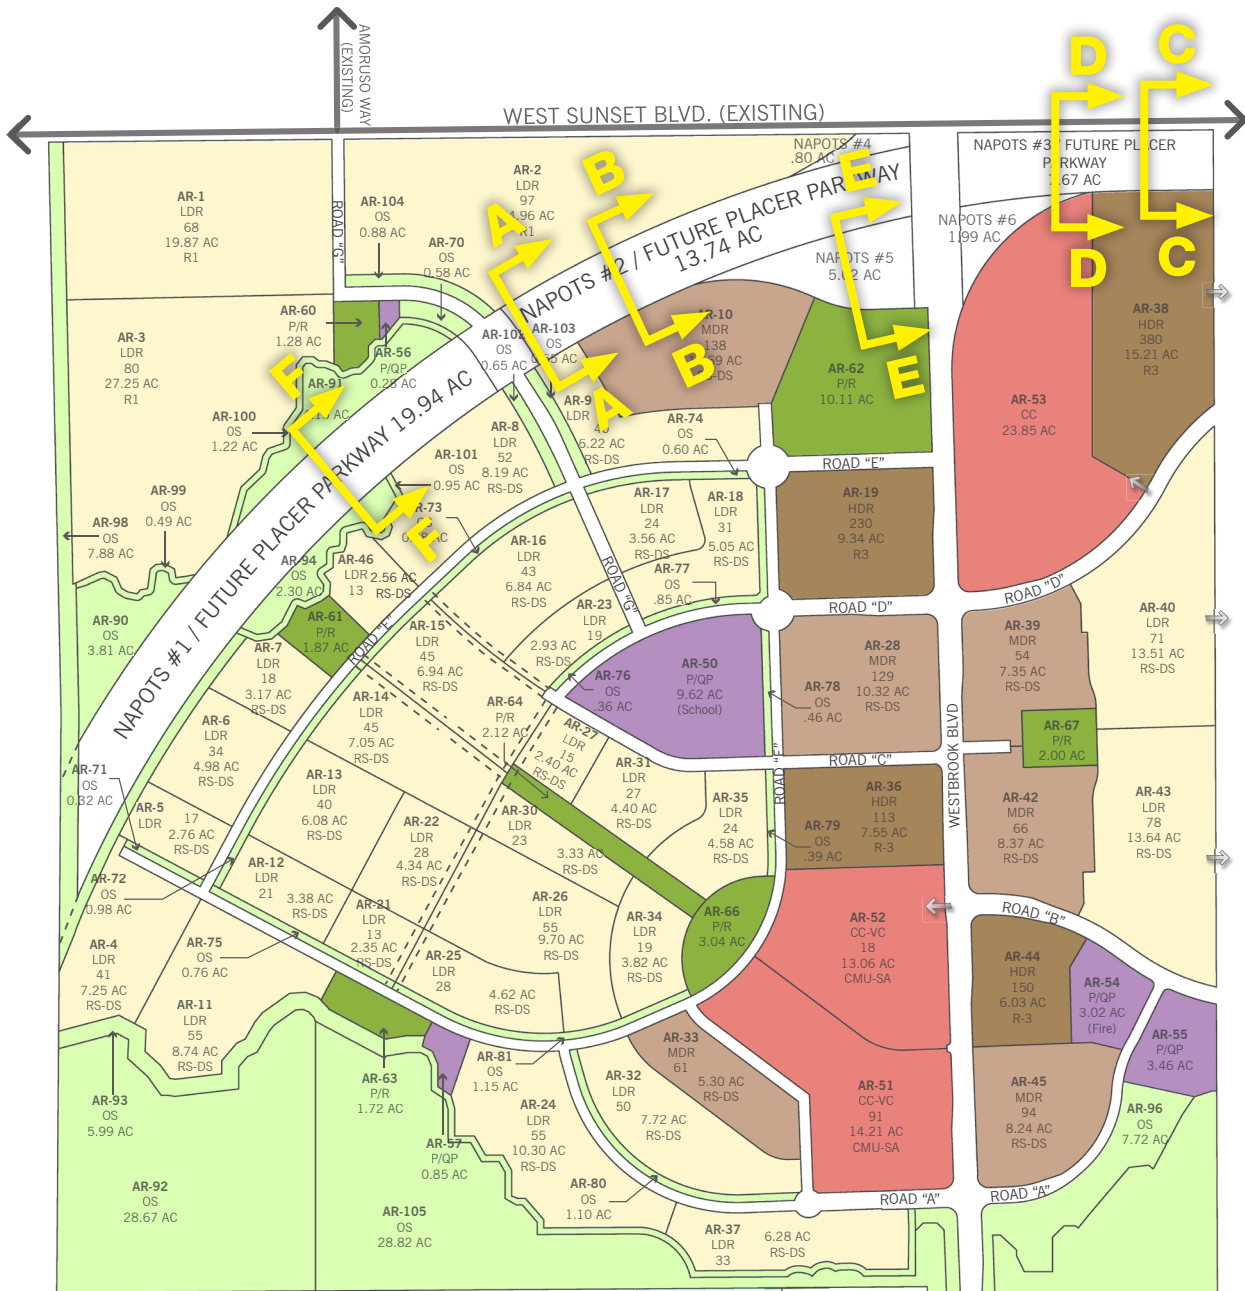 AMORUSO WAY
(EXISTING)
WEST SUNSET BLVD. (EXISTING)
D
C
NAPOTS #4
.80 AC
NAPOTS #3 / FUTURE PLACER
PARKWAY
7.67 AC
AR-1
LDR
68
19.87 AC
R1
ROAD "G"
AR-104
OS
0.88 AC
AR-2
LDR
97
R1
AR-70
OS
0.58 AC
A
B
E
NAPOTS #2 / FUTURE PLACER PARKWAY
13.74 AC
NAPOTS #5
NAPOTS #6
1.99 ACC
D
C
AR-3
LDR
80
27.25 AC
R1
AR-60
P/R
1.28 AC
AR-56
P/QP
0.28 AC
AR-102
OS
0.65 AC
AR-103
OS
AR-10
MDR
138
RS-DS
B
A
E
AR-62
P/R
10.11 AC
AR-38
HDR
380
15.21 AC
R3
AR-53
CC
23.85 AC
F
AR-91
AR-100
OS
1.22 AC
NAPOTS #1 / FUTURE PLACER PARKWAY 19.94 AC
AR-8
LDR
52
8.19 AC
RS-DS
AR-9
LDR
6.22 AC
RS-DS
AR-74
OS
0.60 AC
ROAD "E"
AR-101
OS
0.95 AC
AR-73
F
AR-99
OS
0.49 AC
AR-98
OS
7.88 AC
AR-94
OS
2.30 AC
AR-46
LDR
13
2.56 AC
RS-DS
AR-16
LDR
43
6.84 AC
RS-DS
AR-17
LDR
24
3.56 AC
RS-DS
AR-18
LDR
31
5.05 AC
RS-DS
AR-19
HDR
230
9.34 AC
R3
AR-77
OS
.85 AC
ROAD "G"
ROAD "D"
ROAD "D"
AR-90
OS
3.81 AC
AR-61
P/R
1.87 AC
ROAD "F"
AR-7
LDR
18
3.17 AC
RS-DS
AR-15
LDR
45
6.94 AC
RS-DS
AR-23
LDR
19
2.93 AC
RS-DS
AR-76
OS
.36 AC
AR-50
P/QP
9.62 AC
(School)
AR-78
OS
.46 AC
AR-28
MDR
129
10.32 AC
RS-DS
AR-39
MDR
54
7.35 AC
RS-DS
AR-40
LDR
71
13.51 AC
RS-DS
AR-67
P/R
2.00 AC
AR-6
LDR
34
4.98 AC
RS-DS
AR-14
LDR
45
7.05 AC
RS-DS
AR-64
P/R
2.12 AC
AR-27
LDR
15
2.40 AC
RS-DS
AR-31
LDR
27
4.40 AC
RS-DS
ROAD "F"
ROAD "C"
WESTBROOK BLVD
AR-71
OS
0.32 AC
AR-5
LDR
17
2.76 AC
RS-DS
AR-13
LDR
40
6.08 AC
RS-DS
AR-22
LDR
28
4.34 AC
RS-DS
AR-30
LDR
23
3.33 AC
RS-DS
AR-35
LDR
24
4.58 AC
RS-DS
AR-79
OS
.39 AC
AR-36
HDR
113
7.55 AC
R-3
AR-42
MDR
66
8.37 AC
RS-DS
AR-43
LDR
78
13.64 AC
RS-DS
AR-72
OS
0.98 AC
AR-12
LDR
21
3.38 AC
RS-DS
AR-21
LDR
13
2.35 AC
RS-DS
AR-26
LDR
55
9.70 AC
RS-DS
AR-34
LDR
19
3.82 AC
RS-DS
AR-66
P/R
3.04 AC
AR-52
CC-VC
18
13.06 AC
CMU-SA
ROAD "B"
AR-4
LDR
41
7.25 AC
RS-DS
AR-75
OS
0.76 AC
AR-25
LDR
28
4.62 AC
RS-DS
AR-44
HDR
150
6.03 AC
R-3
AR-54
P/QP
3.02 AC
(Fire)
AR-55
P/QP
3.46 AC
AR-11
LDR
55
8.74 AC
RS-DS
AR-63
P/R
1.72 AC
AR-81
OS
1.15 AC
AR-33
MDR
61
5.30 AC
RS-DS
AR-32
LDR
50
7.72 AC
RS-DS
AR-51
CC-VC
91
14.21 AC
CMU-SA
AR-45
MDR
94
8.24 AC
RS-DS
AR-96
OS
7.72 AC
AR-93
OS
5.99 AC
AR-57
P/QP
0.85 AC
AR-24
LDR
55
10.30 AC
RS-DS
AR-80
OS
1.10 AC
ROAD "A"
ROAD "A"
AR-92
OS
28.67 AC
AR-105
OS
28.82 AC
AR-37
LDR
33
6.28 AC
RS-DS